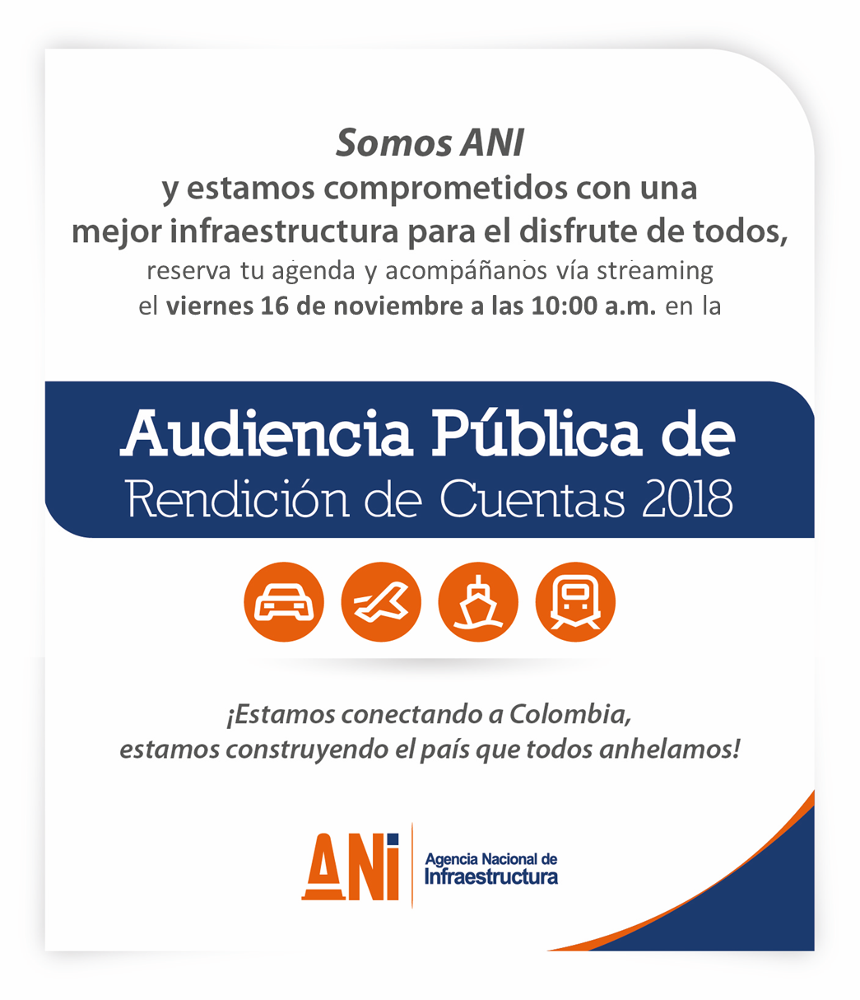 Somos ANI
y estamos comprometidos con una
mejor infraestructura para el disfrute de todos,
reserva tu agenda y acompáñanos vía streaming
el viernes 16 de noviembre a las 10:00 a.m. en la
Audiencia Pública de
Rendición de Cuentas 2018
¡Estamos conectando a Colombia,
estamos construyendo el país que todos anhelamos!
ANi
Agencia Nacional de
Infraestructura